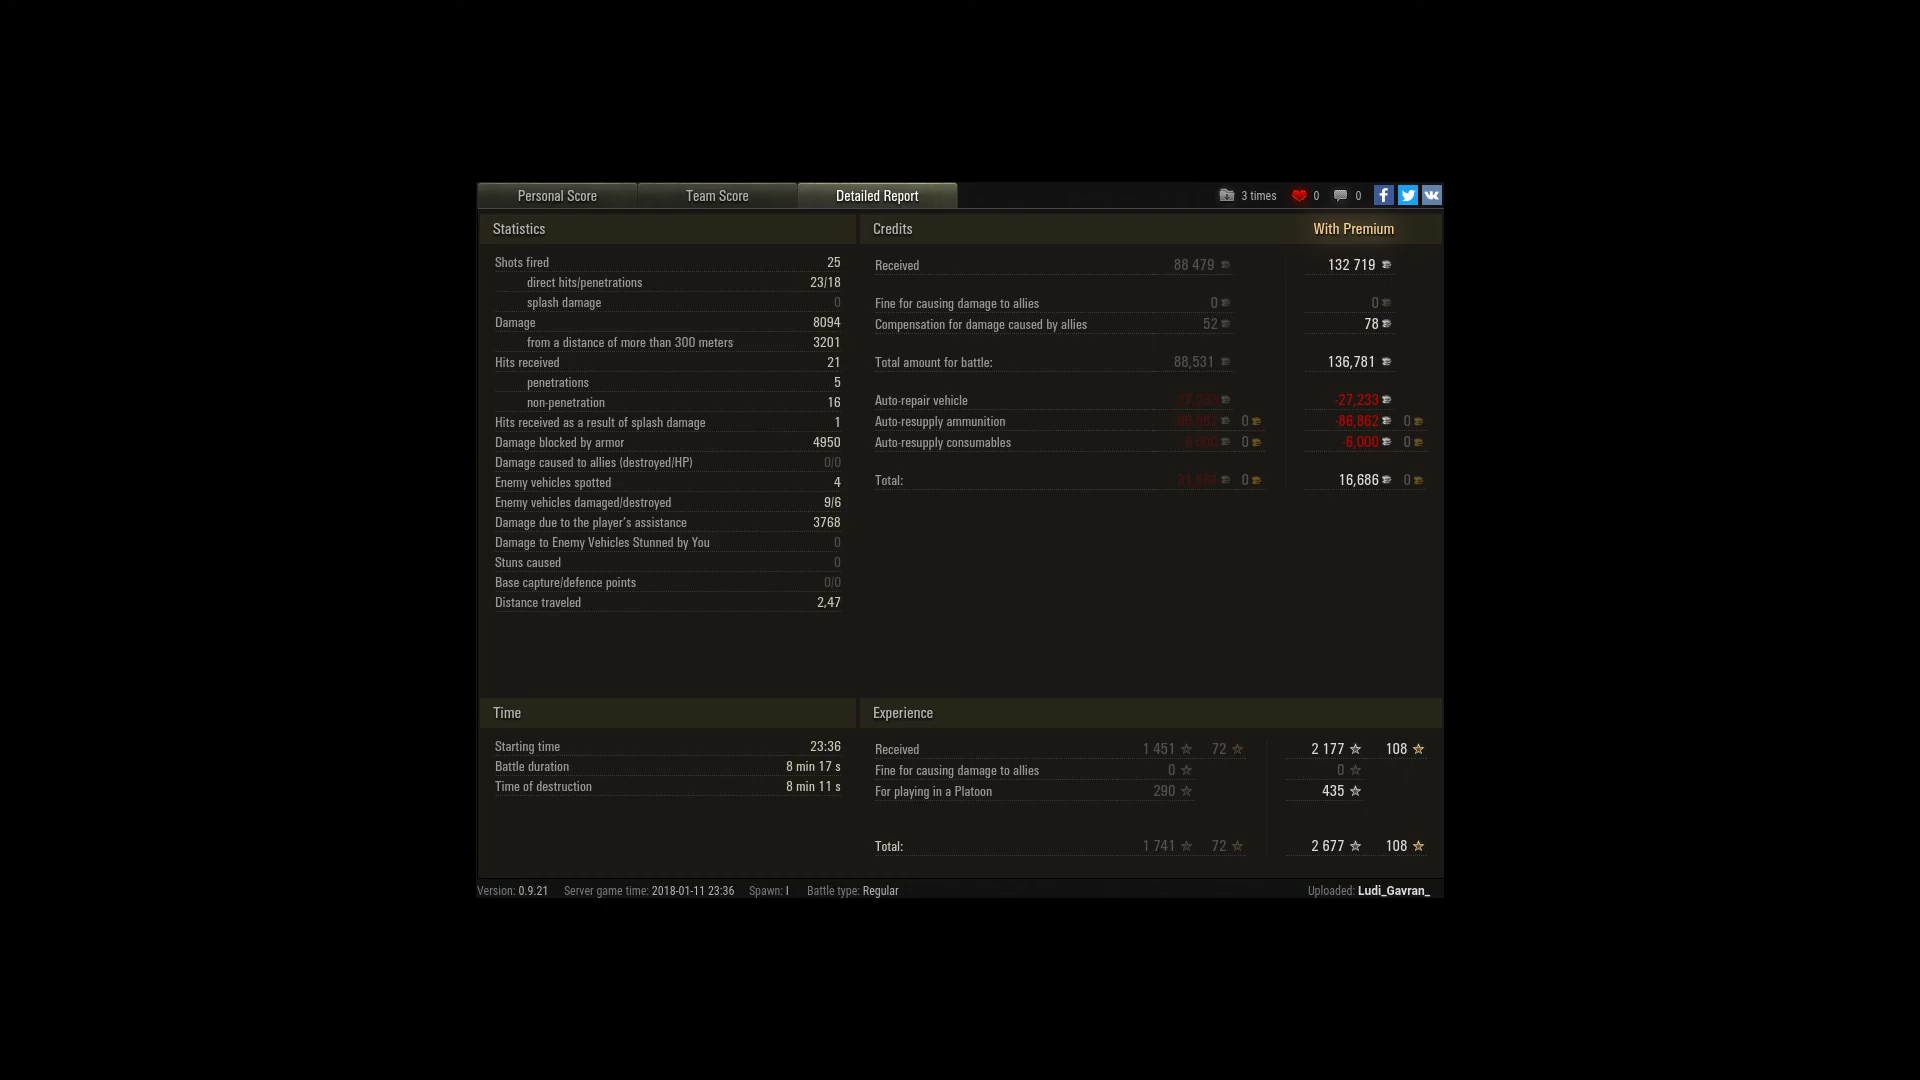 Personal Score Team Score Detailed Report 3 times 0 0
Statistics
Shots fired 25
direct hits/penetrations 23/18
splash damage 0
Damage 8094
from a distance of more than 300 meters 3201
Hits received 21
penetrations 5
non-penetration 16
Hits received as a result of splash damage 1
Damage blocked by armor 4950
Damage caused to allies (destroyed/HP) 0/0
Enemy vehicles spotted 4
Enemy vehicles damaged/destroyed 9/6
Damage due to the player's assistance 3768
Damage to Enemy Vehicles Stunned by You 0
Stuns caused 0
Base capture/defence points 0/0
Distance traveled 2,47
Credits With Premium
Received 88 479 132 719
Fine for causing damage to allies 0 0
Compensation for damage caused by allies 52 78
Total amount for battle: 88,531 136,781
Auto-repair vehicle -27,233 -27,233
Auto-resupply ammunition -86,862 0 -86,862 0
Auto-resupply consumables -6,000 0 -6,000 0
Total: 0 16,686 0
Time
Starting time 23:36
Battle duration 8 min 17 s
Time of destruction 8 min 11 s
Experience
Received 1 451 72 2 177 108
Fine for causing damage to allies 0 0
For playing in a Platoon 290 435
Total: 1 741 72 2 677 108
Version: 0.9.21 Server game time: 2018-01-11 23:36 Spawn: I Battle type: Regular Uploaded: Ludi_Gavran_